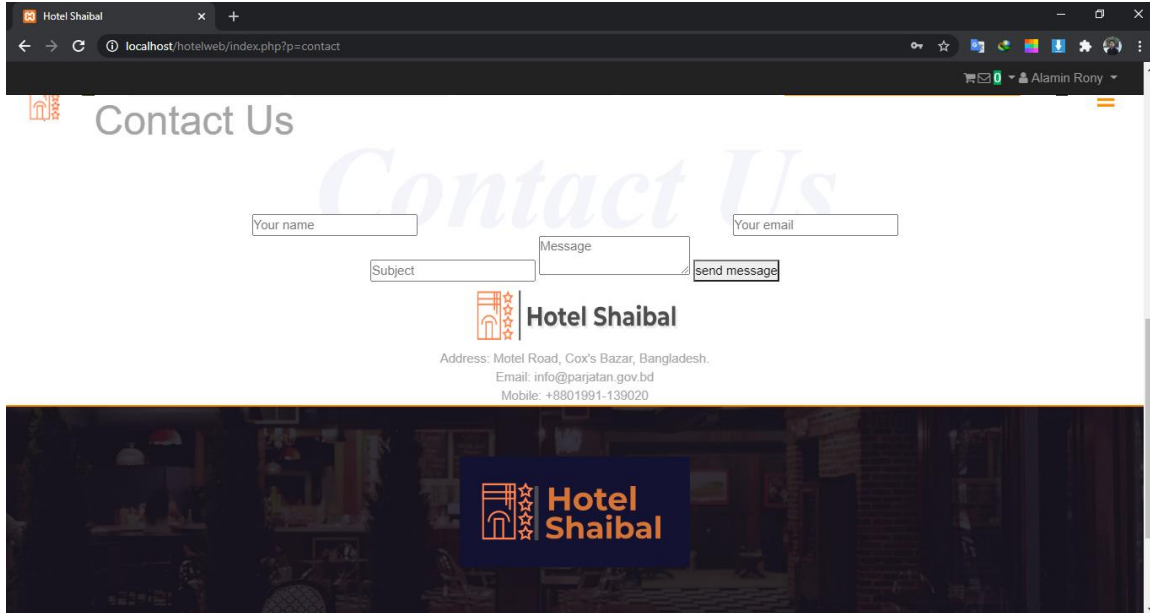 Hotel Shaibal
localhost/hotelweb/index.php?p=contact
0 Alamin Rony
Contact Us
Contact Us
Your name Your email
Message
Subject send message
Hotel Shaibal
Address: Motel Road, Cox's Bazar, Bangladesh.
Email: info@parjatan.gov.bd
Mobile: +8801991-139020
Hotel
Shaibal